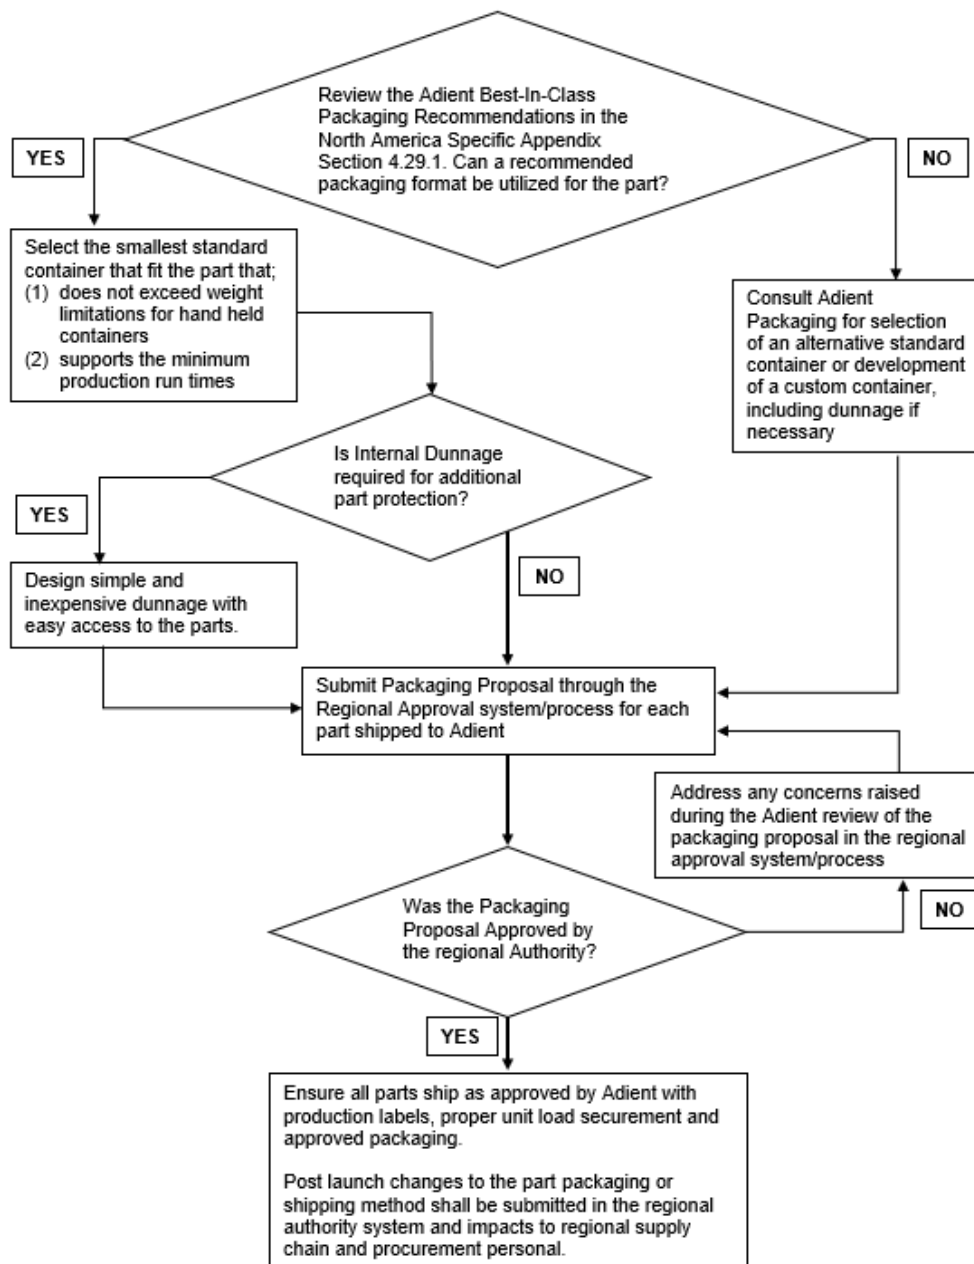 Review the Adient Best-In-Class
Packaging Recommendations in the
North America Specific Appendix
Section 4.29.1. Can a recommended
packaging format be utilized for the part?
YES
NO
Select the smallest standard
container that fit the part that;
(1) does not exceed weight
limitations for hand held
containers
(2) supports the minimum
production run times
Consult Adient
Packaging for selection
of an alternative standard
container or development
of a custom container,
including dunnage if
necessary
Is Internal Dunnage
required for additional
part protection?
YES
NO
Design simple and
inexpensive dunnage with
easy access to the parts.
Submit Packaging Proposal through the
Regional Approval system/process for each
part shipped to Adient
Address any concerns raised
during the Adient review of the
packaging proposal in the regional
approval system/process
Was the Packaging
Proposal Approved by
the regional Authority?
NO
YES
Ensure all parts ship as approved by Adient with
production labels, proper unit load securement and
approved packaging.
Post launch changes to the part packaging or
shipping method shall be submitted in the regional
authority system and impacts to regional supply
chain and procurement personal.